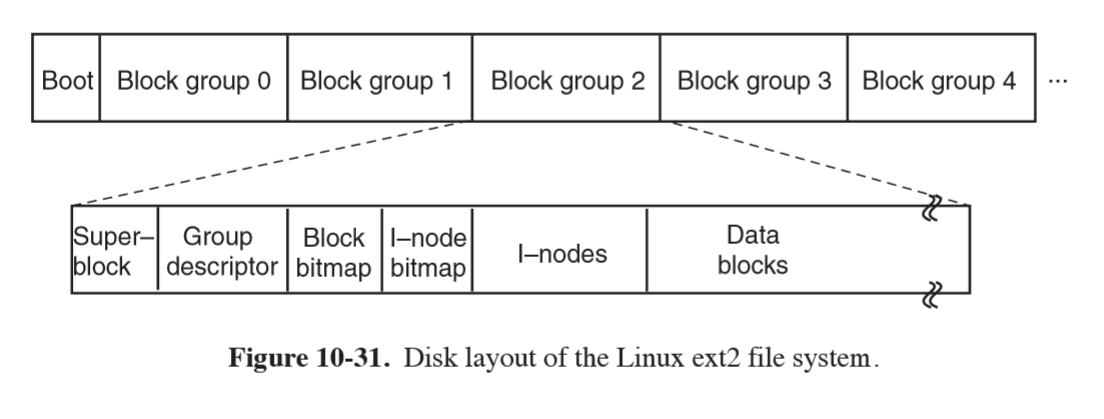 Boot Block group 0 Block group 1 Block group 2 Block group 3 Block group 4 ...
Super– Group Block I–node I–nodes Data
block descriptor bitmap bitmap blocks
Figure 10-31. Disk layout of the Linux ext2 file system.